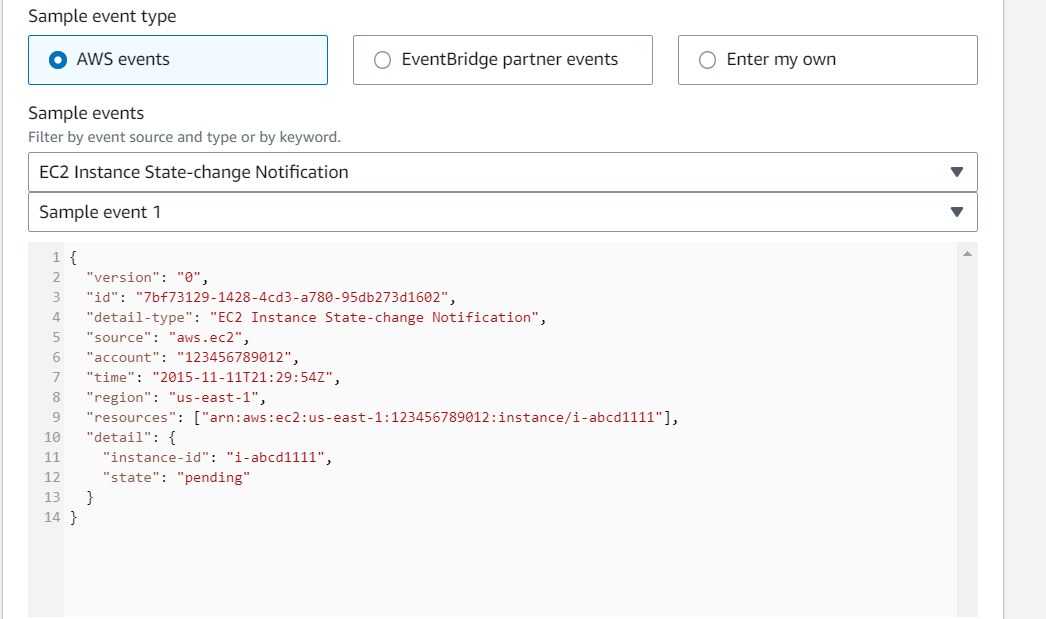 Sample event type
AWS events
EventBridge partner events
Enter my own
Sample events
Filter by event source and type or by keyword.
EC2 Instance State-change Notification
Sample event 1
1 {
2   "version": "0",
3   "id": "7bf73129-1428-4cd3-a780-95db273d1602",
4   "detail-type": "EC2 Instance State-change Notification",
5   "source": "aws.ec2",
6   "account": "123456789012",
7   "time": "2015-11-11T21:29:54Z",
8   "region": "us-east-1",
9   "resources": ["arn:aws:ec2:us-east-1:123456789012:instance/i-abcd1111"],
10   "detail": {
11     "instance-id": "i-abcd1111",
12     "state": "pending"
13   }
14 }